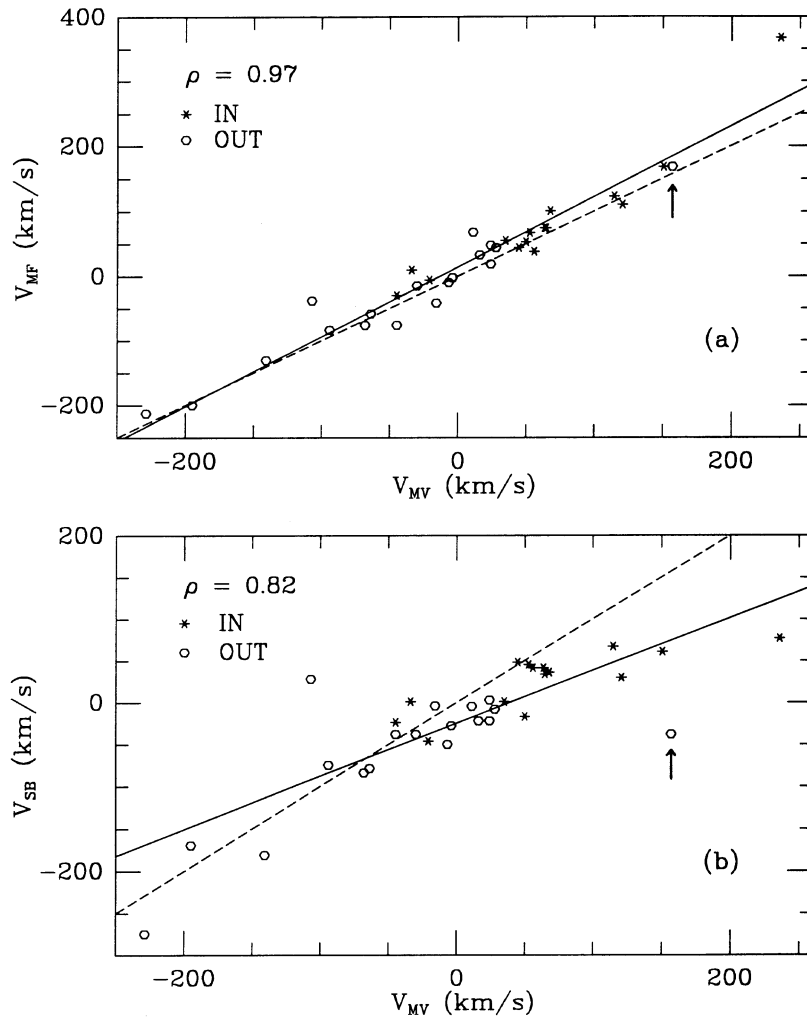 400
ρ = 0.97
IN
OUT
200
V_MF (km/s)
0
(a)
−200
−200
0
200
V_MV (km/s)
200
ρ = 0.82
IN
OUT
0
V_SB (km/s)
(b)
−200
−200
0
200
V_MV (km/s)